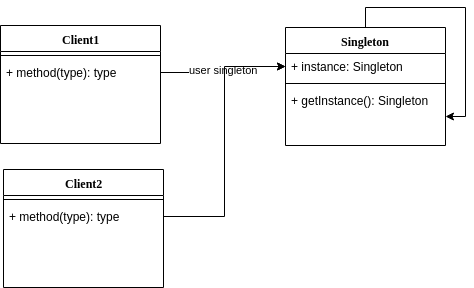 Client1
+ method(type): type
user singleton
Singleton
+ instance: Singleton
+ getInstance(): Singleton
Client2
+ method(type): type